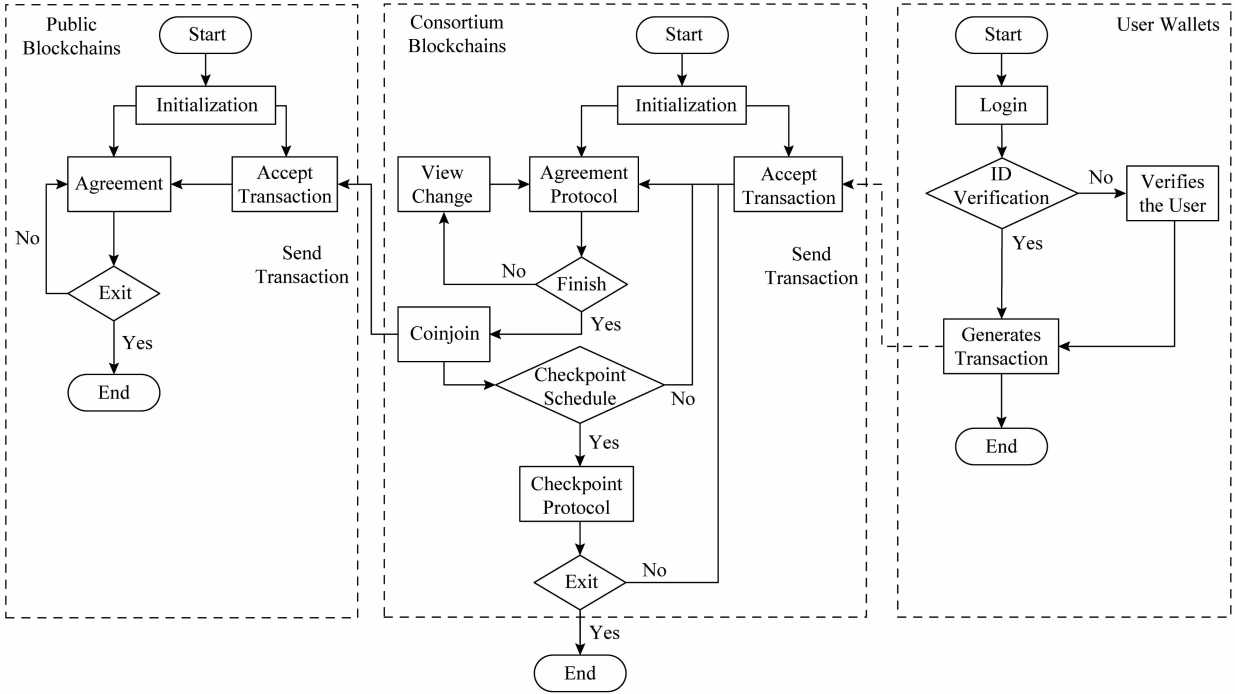 Public
Blockchains
Start
Initialization
Agreement
Accept
Transaction
No
Exit
Yes
End
Send
Transaction
Consortium
Blockchains
Start
Initialization
View
Change
Agreement
Protocol
Accept
Transaction
No
Finish
Yes
Coinjoin
Checkpoint
Schedule
No
Yes
Checkpoint
Protocol
Exit
No
Yes
End
Send
Transaction
User Wallets
Start
Login
ID
Verification
No
Verifies
the User
Yes
Generates
Transaction
End